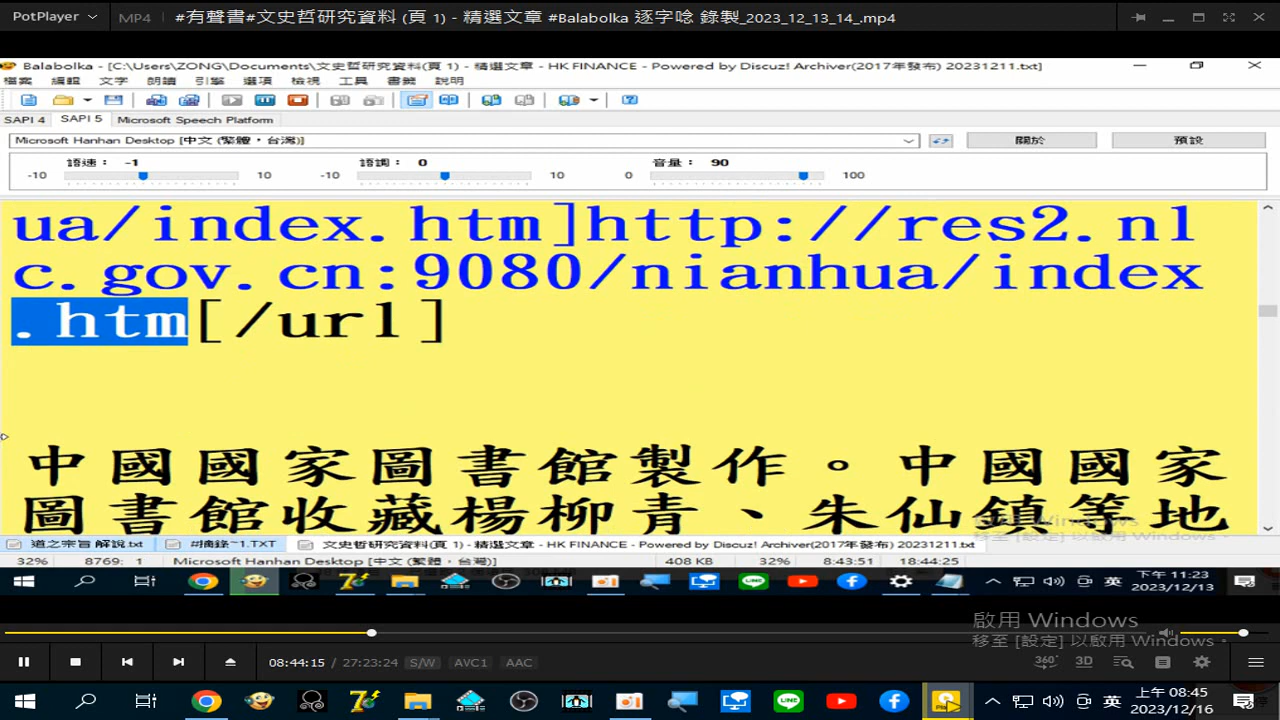 PotPlayer MP4 #有聲書#文史哲研究資料 (頁 1) - 精選文章 #Balabolka 逐字唸 錄製_2023_12_13_14_.mp4
Balabolka - [C:\Users\ZONG\Documents\文史哲研究資料(頁 1) - 精選文章 - HK FINANCE - Powered by Discuz! Archiver(2017年發布) 20231211.txt]
檔案 編輯 文字 朗讀 引擎 選項 檢視 工具 書籤 說明
SAPI 4 SAPI 5 Microsoft Speech Platform
Microsoft Hanhan Desktop [中文 (繁體，台灣)] 關於 預設
語速： -1 語調： 0 音量： 90
-10 10 -10 10 0 100
ua/index.htm]http://res2.nl
c.gov.cn:9080/nianhua/index
.htm[/url]
中國國家圖書館製作。中國國家
圖書館收藏楊柳青、朱仙鎮等地
道之宗旨 解說.txt #摘錄~1.TXT 文史哲研究資料(頁 1) - 精選文章 - HK FINANCE - Powered by Discuz! Archiver(2017年發布) 20231211.txt
32% 8769: 1 Microsoft Hanhan Desktop [中文 (繁體，台灣)] 408 KB 32% 8:43:51 18:44:25
英 下午 11:23
2023/12/13
啟用 Windows
移至 [設定] 以啟用 Windows。
08:44:15 / 27:23:24 S/W AVC1 AAC 360° 3D
英 上午 08:45
2023/12/16